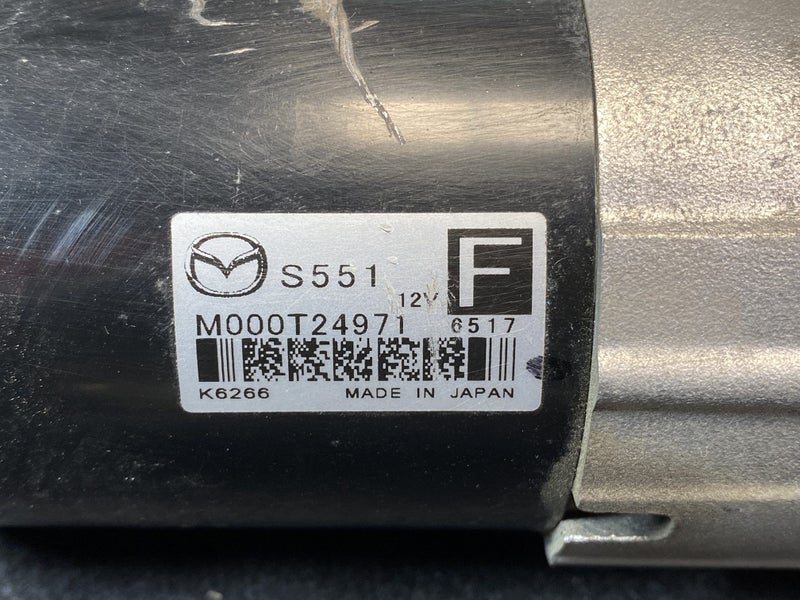 S551 12V F
M000T24971 6517
K6266 MADE IN JAPAN